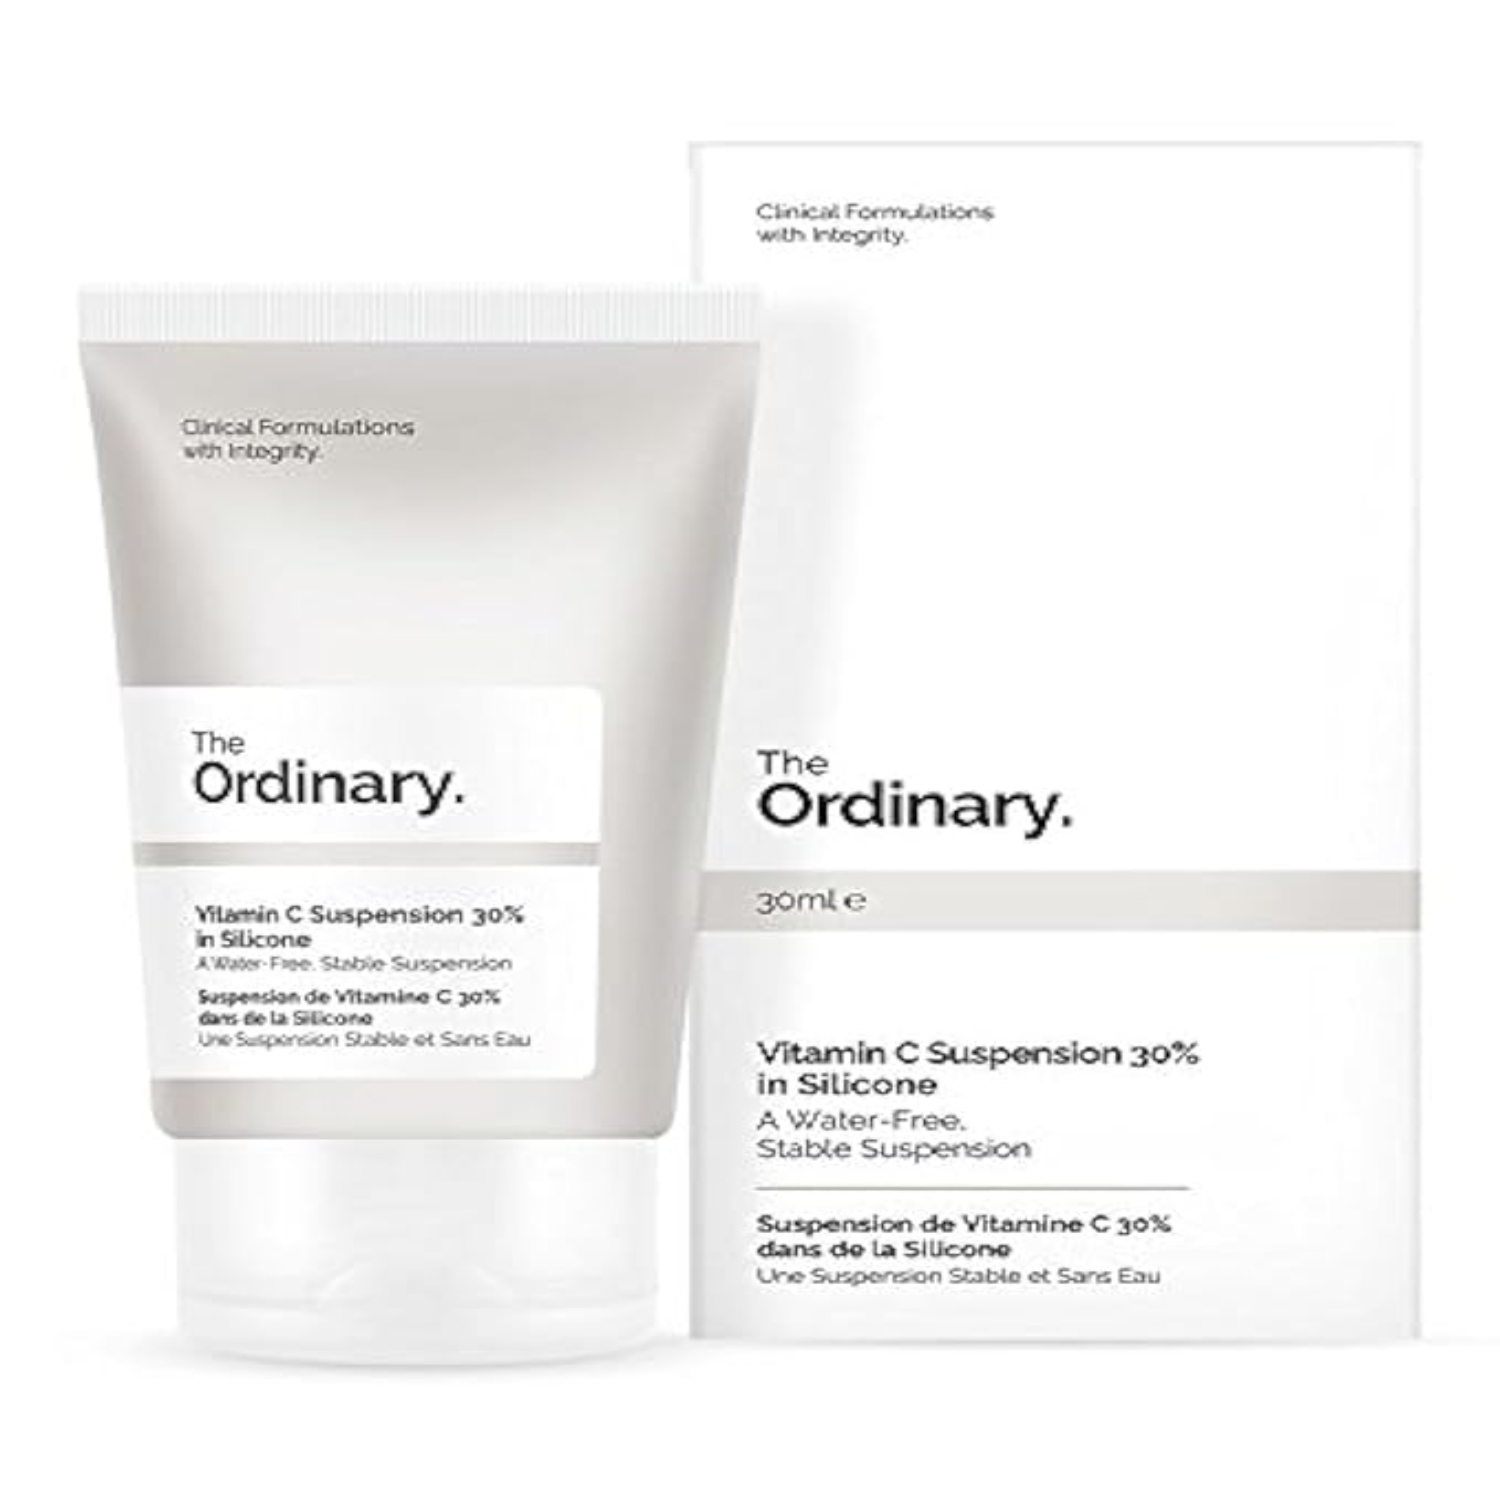 Clinical Formulations
with Integrity.
The
Ordinary.
Vitamin C Suspension 30%
in Silicone
A Water-Free, Stable Suspension
Suspension de Vitamine C 30%
dans de la Silicone
Une Suspension Stable et Sans Eau
Clinical Formulations
with Integrity.
The
Ordinary.
30ml e
Vitamin C Suspension 30%
in Silicone
A Water-Free,
Stable Suspension
Suspension de Vitamine C 30%
dans de la Silicone
Une Suspension Stable et Sans Eau